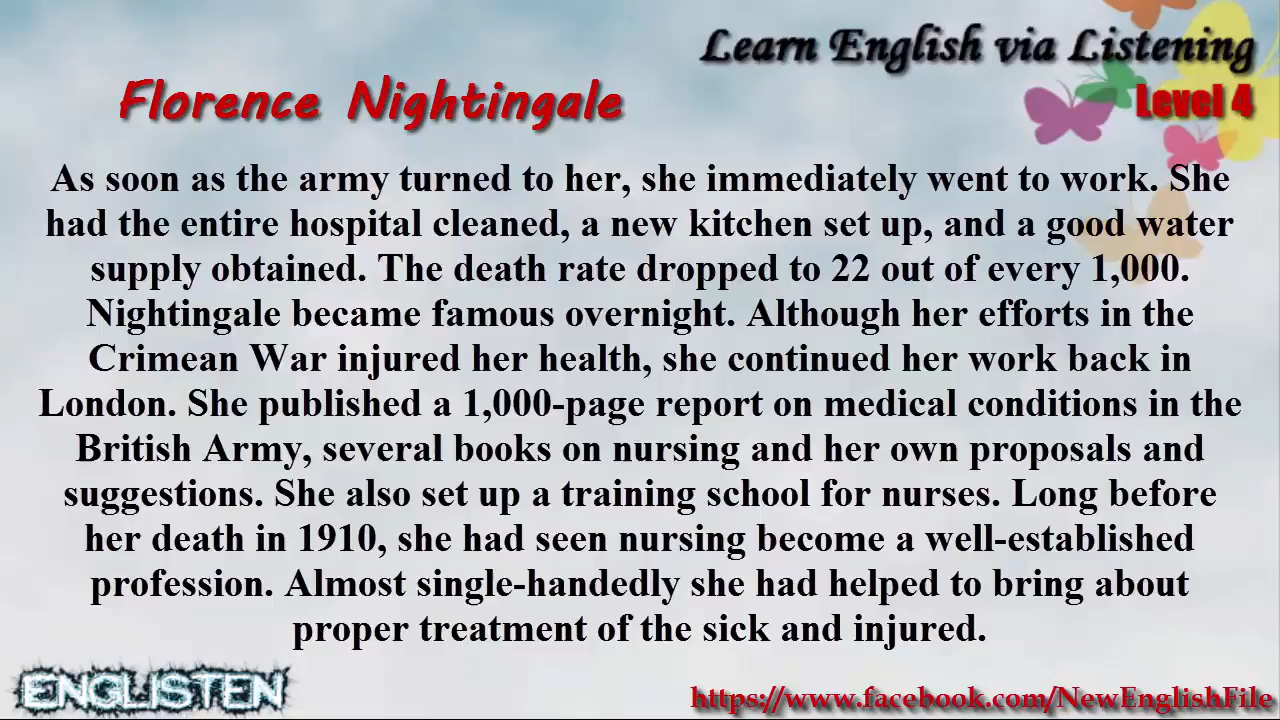 Learn English via Listening
Level 4
Florence Nightingale
As soon as the army turned to her, she immediately went to work. She
had the entire hospital cleaned, a new kitchen set up, and a good water
supply obtained. The death rate dropped to 22 out of every 1,000.
Nightingale became famous overnight. Although her efforts in the
Crimean War injured her health, she continued her work back in
London. She published a 1,000-page report on medical conditions in the
British Army, several books on nursing and her own proposals and
suggestions. She also set up a training school for nurses. Long before
her death in 1910, she had seen nursing become a well-established
profession. Almost single-handedly she had helped to bring about
proper treatment of the sick and injured.
ENGLISTEN
https://www.facebook.com/NewEnglishFile